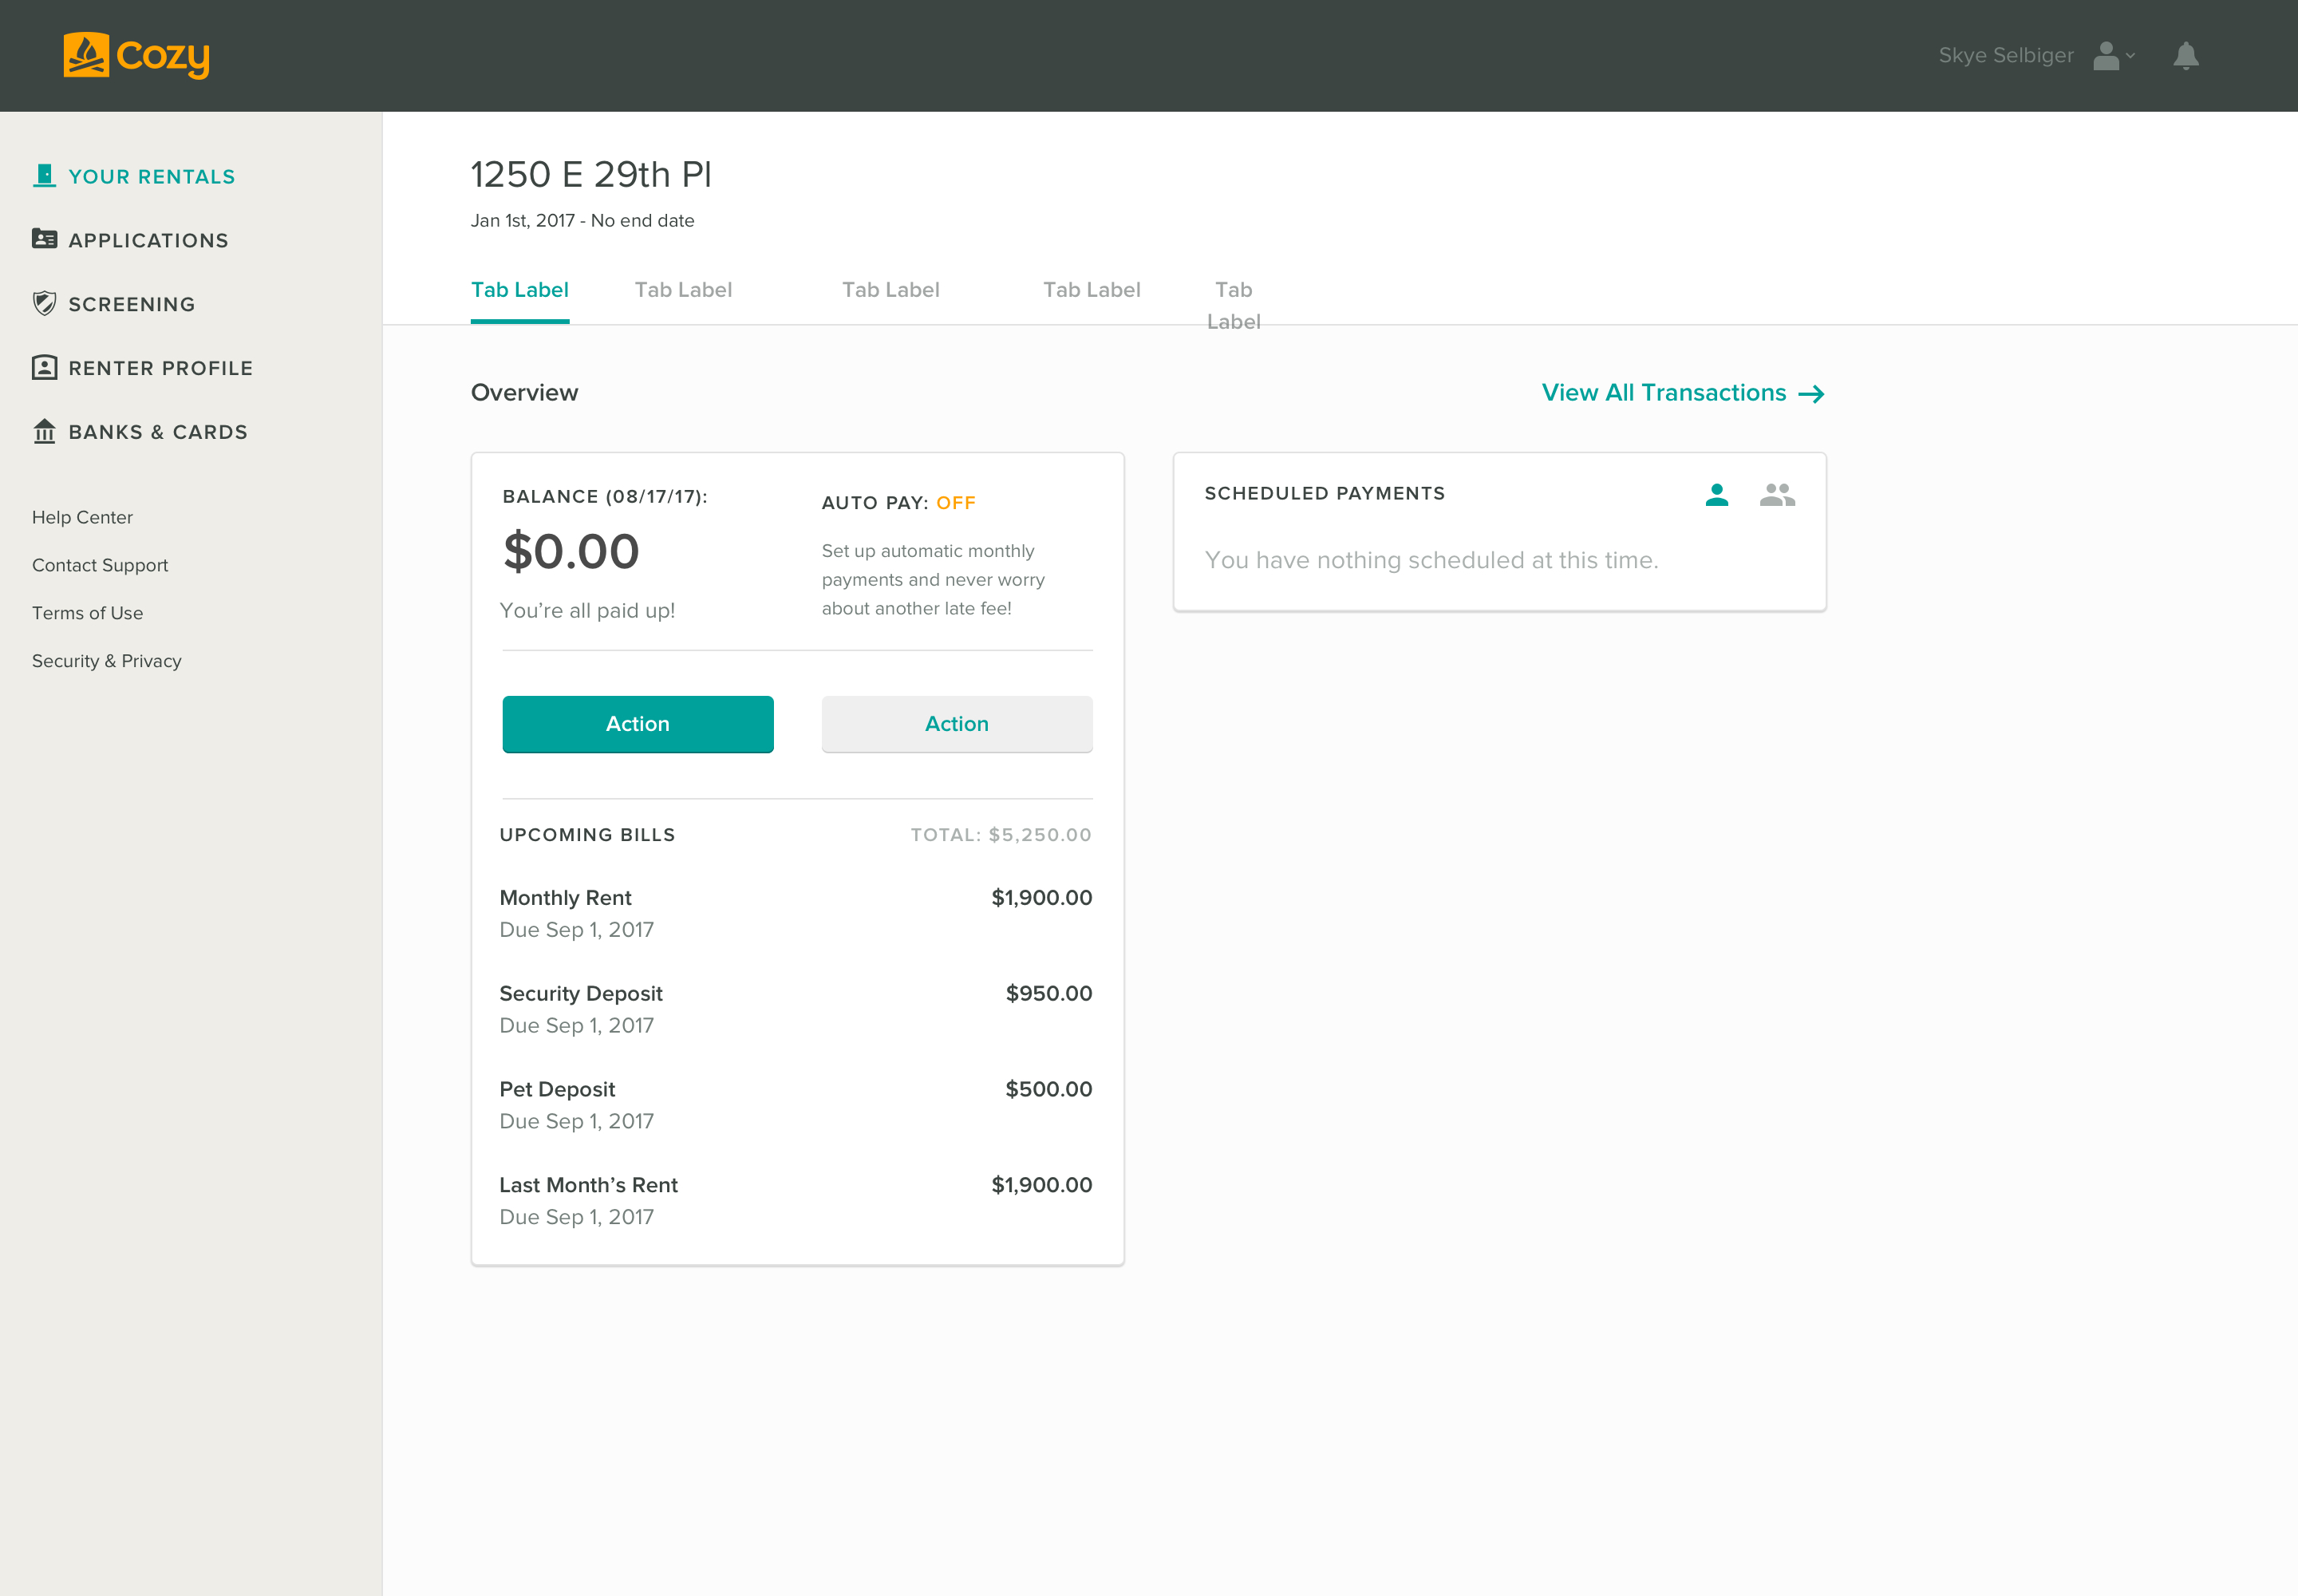 Cozy
Skye Selbiger
YOUR RENTALS
APPLICATIONS
SCREENING
RENTER PROFILE
BANKS & CARDS
Help Center
Contact Support
Terms of Use
Security & Privacy
1250 E 29th Pl
Jan 1st, 2017 - No end date
Tab Label
Tab Label
Tab Label
Tab Label
Tab
Label
Overview
View All Transactions
BALANCE (08/17/17):
$0.00
You’re all paid up!
AUTO PAY: OFF
Set up automatic monthly
payments and never worry
about another late fee!
Action
Action
UPCOMING BILLS
TOTAL: $5,250.00
Monthly Rent
$1,900.00
Due Sep 1, 2017
Security Deposit
$950.00
Due Sep 1, 2017
Pet Deposit
$500.00
Due Sep 1, 2017
Last Month’s Rent
$1,900.00
Due Sep 1, 2017
SCHEDULED PAYMENTS
You have nothing scheduled at this time.